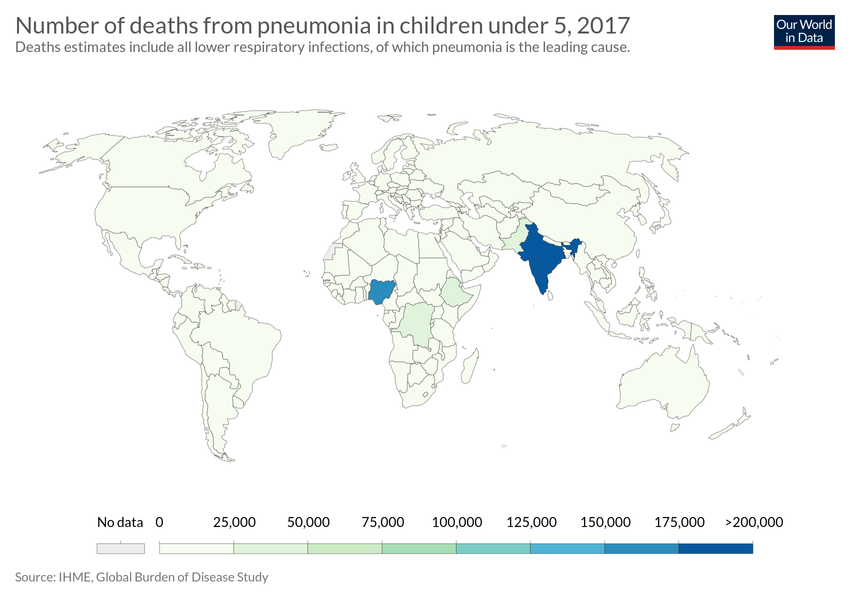 Number of deaths from pneumonia in children under 5, 2017
Deaths estimates include all lower respiratory infections, of which pneumonia is the leading cause.
Our World
in Data
No data 0 25,000 50,000 75,000 100,000 125,000 150,000 175,000 >200,000
Source: IHME, Global Burden of Disease Study